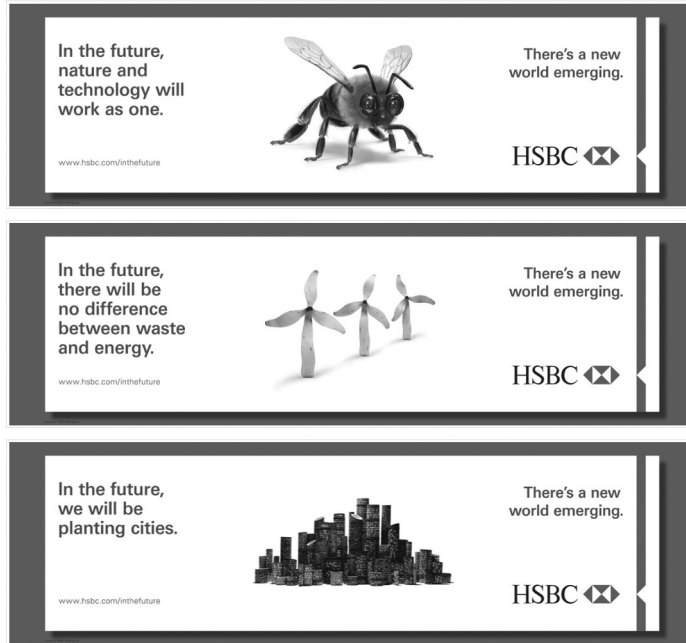 In the future,
nature and
technology will
work as one.
www.hsbc.com/inthefuture
There's a new
world emerging.
HSBC
In the future,
there will be
no difference
between waste
and energy.
www.hsbc.com/inthefuture
There's a new
world emerging.
HSBC
In the future,
we will be
planting cities.
www.hsbc.com/inthefuture
There's a new
world emerging.
HSBC